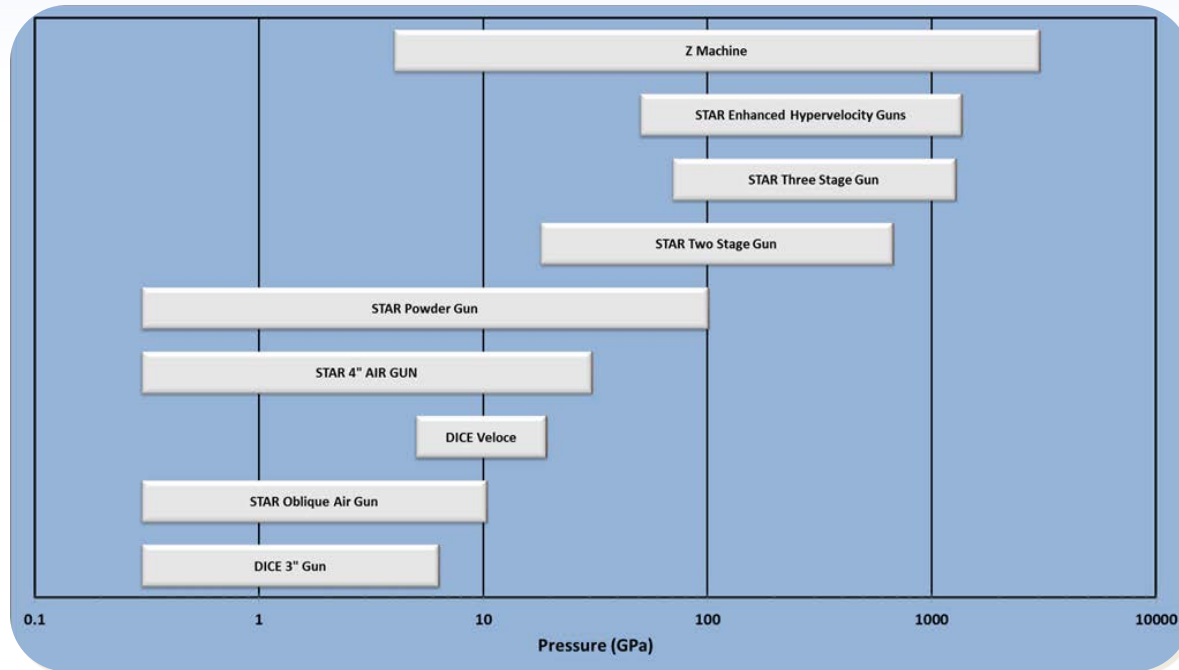 Z Machine
STAR Enhanced Hypervelocity Guns
STAR Three Stage Gun
STAR Two Stage Gun
STAR Powder Gun
STAR 4" AIR GUN
DICE Veloce
STAR Oblique Air Gun
DICE 3" Gun
0.1 1 10 100 1000 10000
Pressure (GPa)